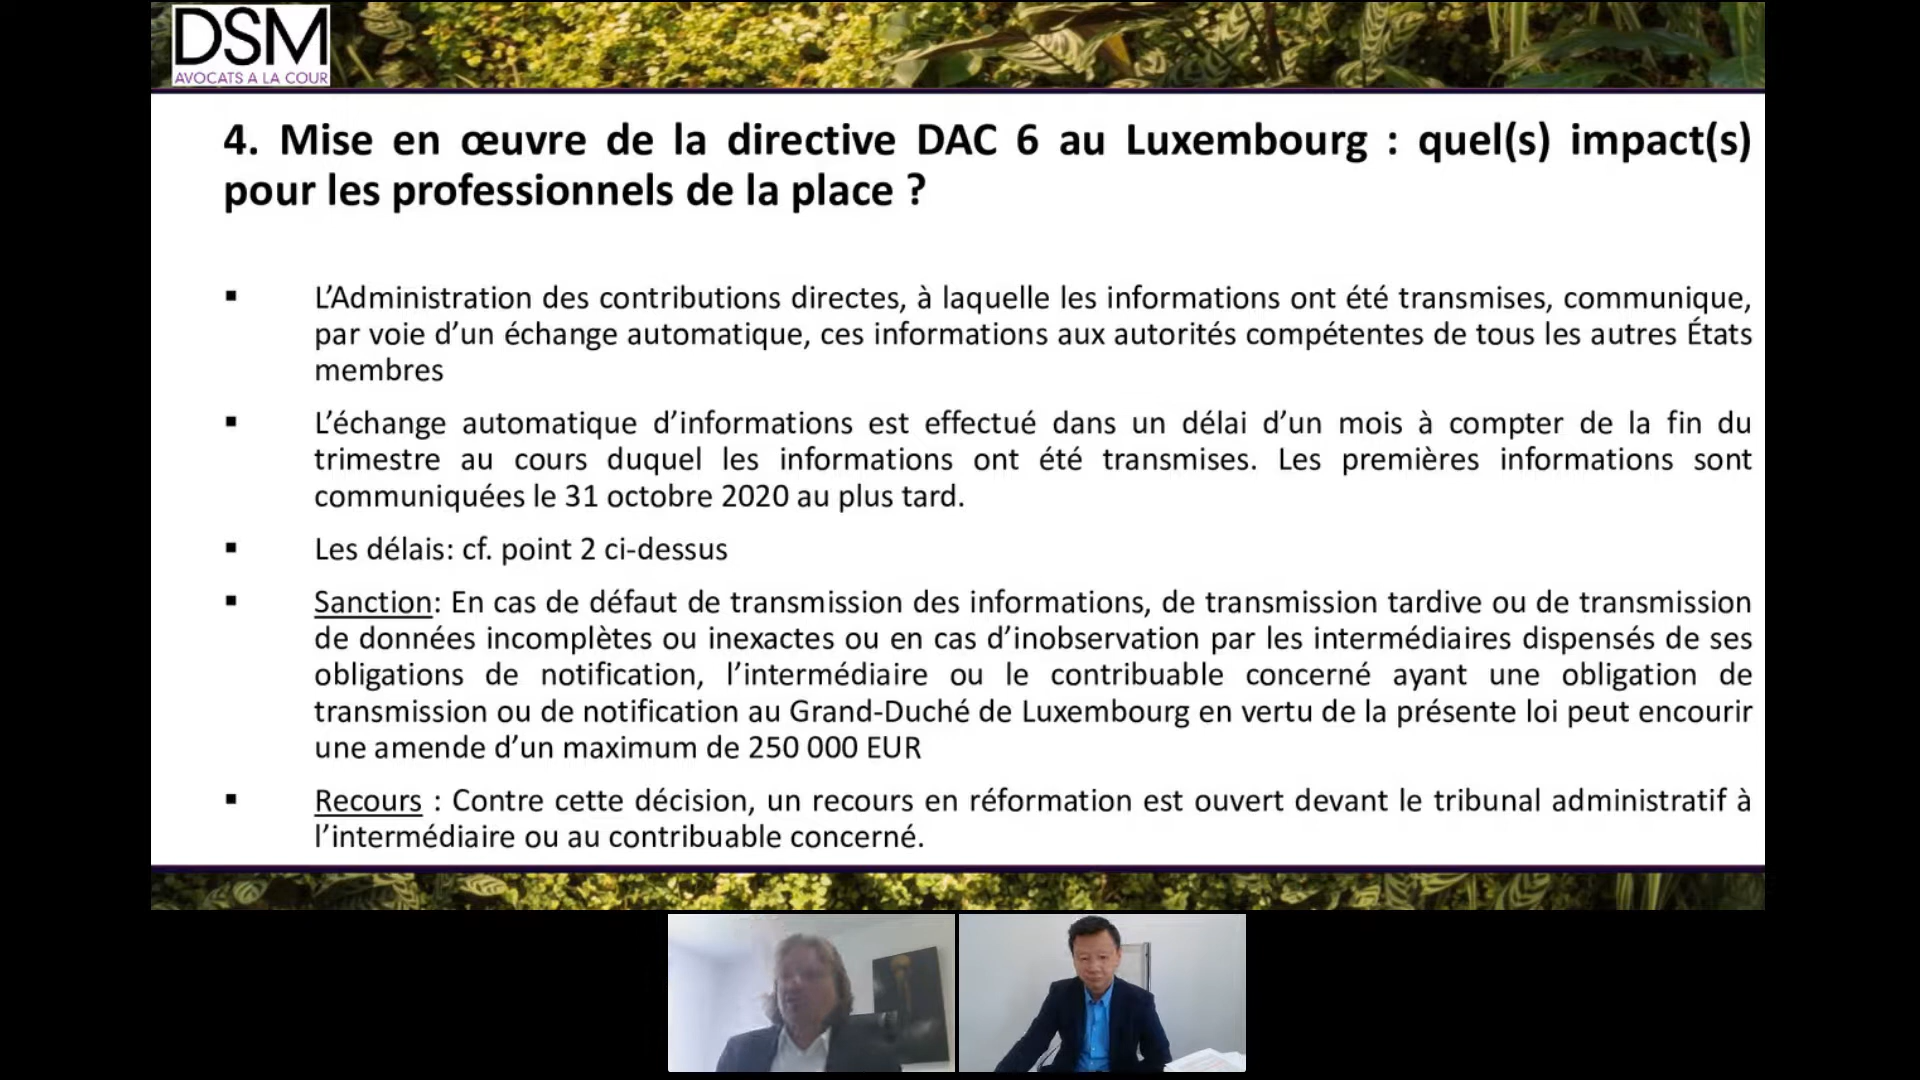 DSM
AVOCATS A LA COUR
4. Mise en œuvre de la directive DAC 6 au Luxembourg : quel(s) impact(s)
pour les professionnels de la place ?
▪ L’Administration des contributions directes, à laquelle les informations ont été transmises, communique,
par voie d’un échange automatique, ces informations aux autorités compétentes de tous les autres États
membres
▪ L’échange automatique d’informations est effectué dans un délai d’un mois à compter de la fin du
trimestre au cours duquel les informations ont été transmises. Les premières informations sont
communiquées le 31 octobre 2020 au plus tard.
▪ Les délais: cf. point 2 ci-dessus
▪ Sanction: En cas de défaut de transmission des informations, de transmission tardive ou de transmission
de données incomplètes ou inexactes ou en cas d’inobservation par les intermédiaires dispensés de ses
obligations de notification, l’intermédiaire ou le contribuable concerné ayant une obligation de
transmission ou de notification au Grand-Duché de Luxembourg en vertu de la présente loi peut encourir
une amende d’un maximum de 250 000 EUR
▪ Recours : Contre cette décision, un recours en réformation est ouvert devant le tribunal administratif à
l’intermédiaire ou au contribuable concerné.